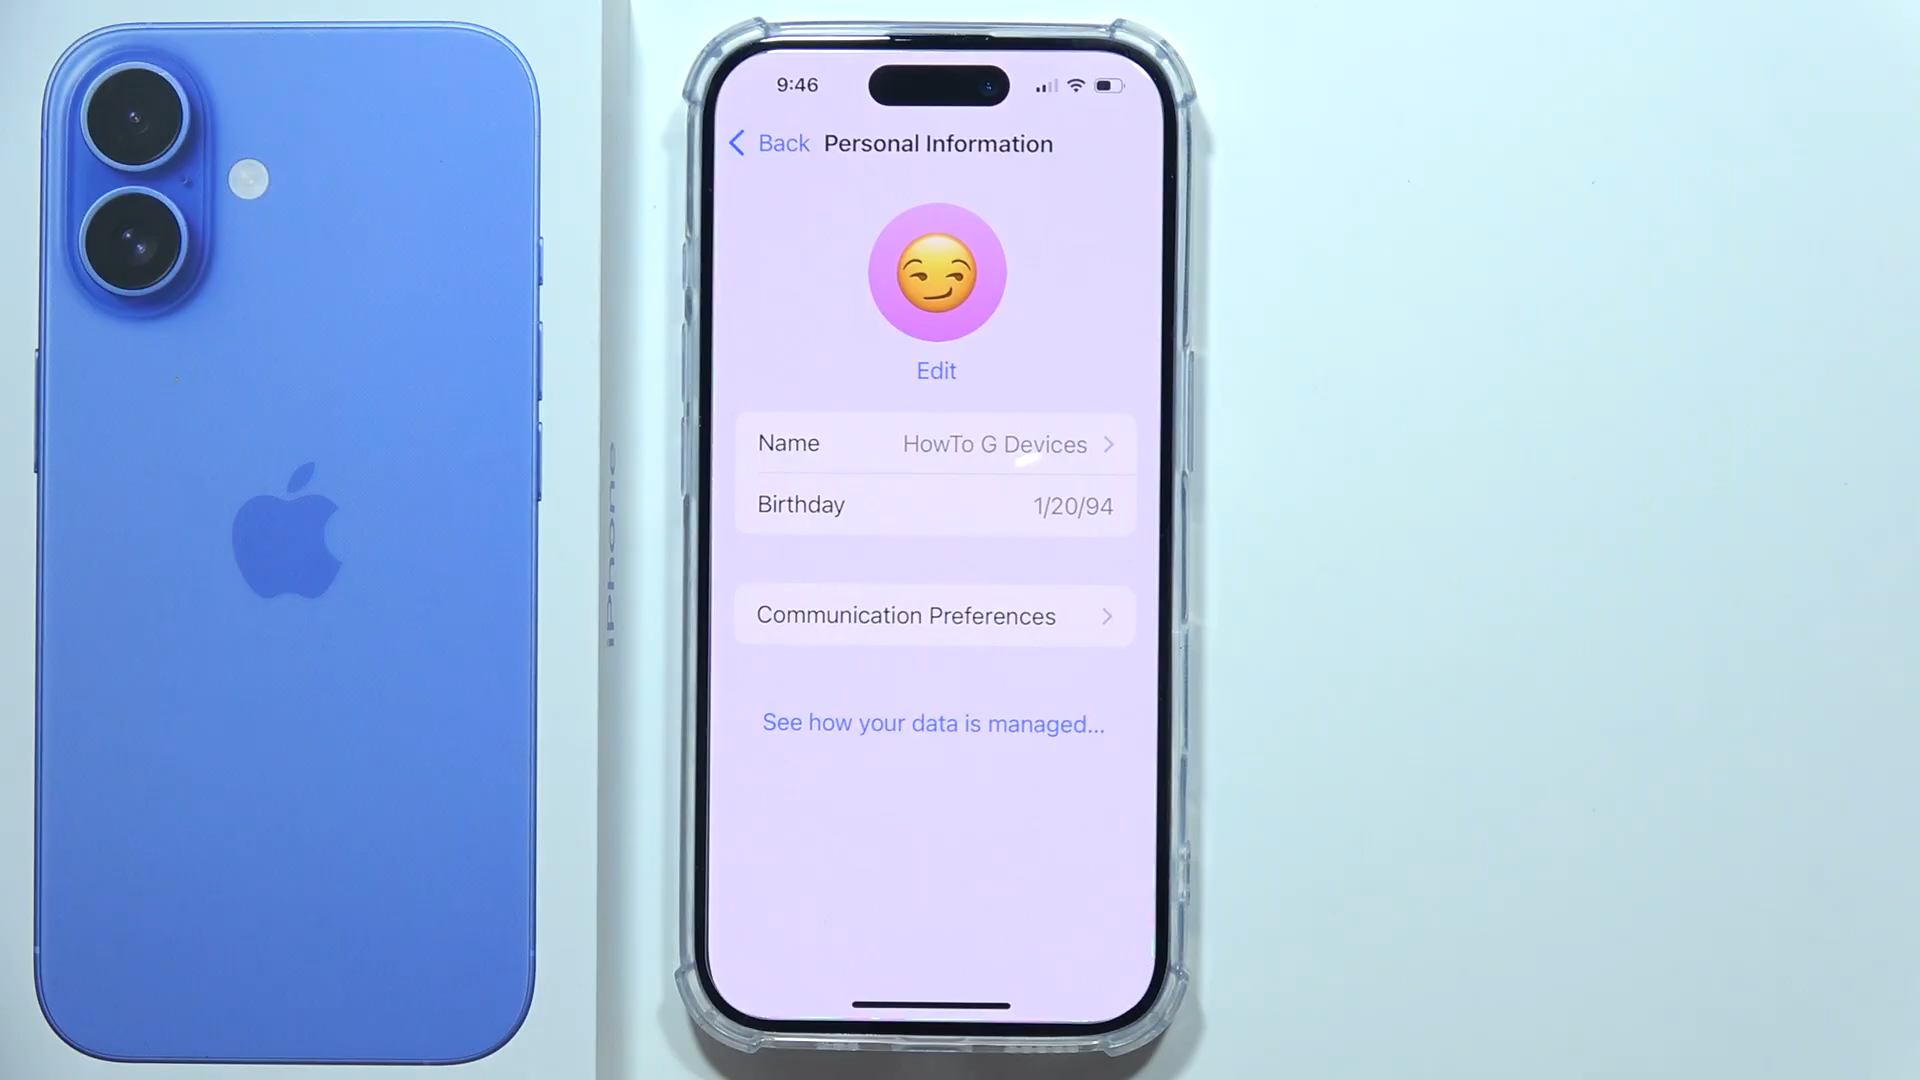 iPhone
9:46
Back Personal Information
Edit
Name HowTo G Devices
Birthday 1/20/94
Communication Preferences
See how your data is managed...